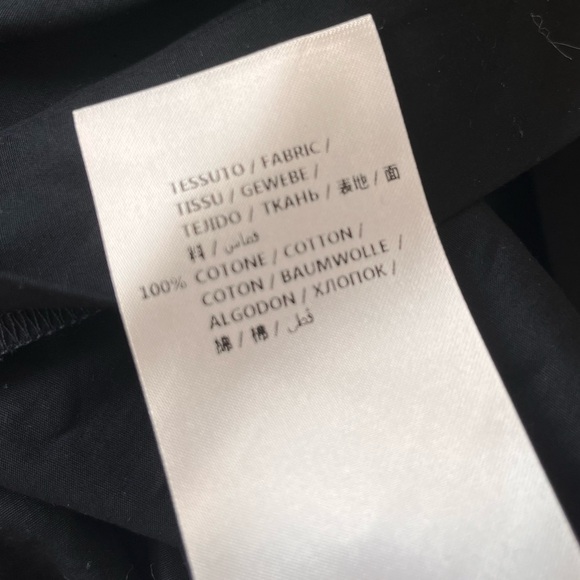 TESSUTO / FABRIC /
TISSU / GEWEBE /
TEJIDO / ТКАНЬ / 表地 / 面
料 / قماش
100% COTONE / COTTON /
COTON / BAUMWOLLE /
ALGODON / ХЛОПОК /
綿 / 棉 / قطن